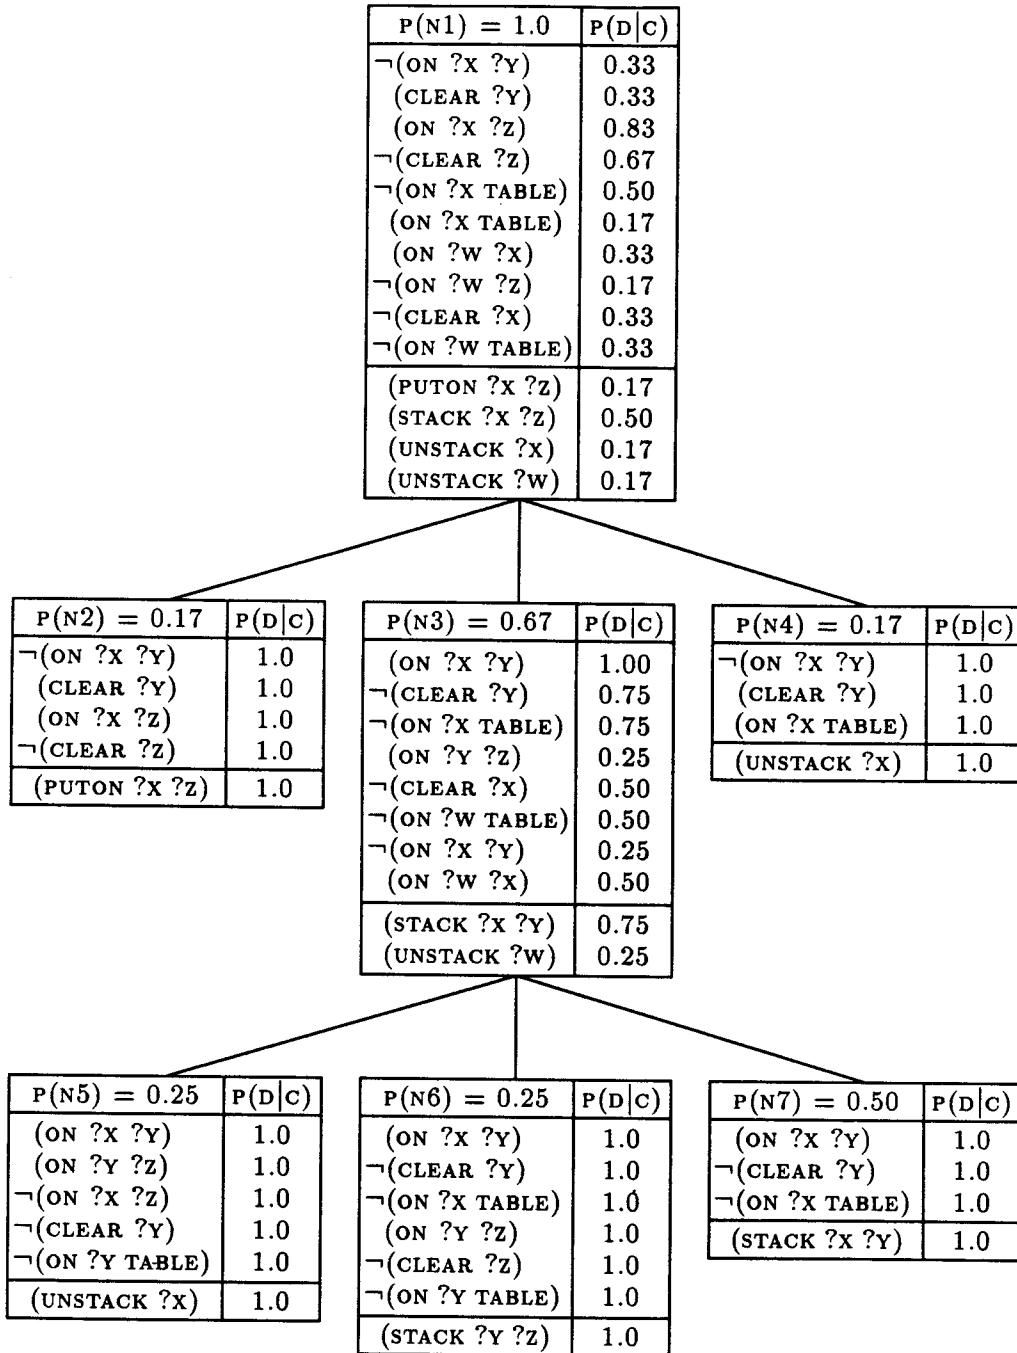 P(N1) = 1.0 P(D|C)
¬(ON ?X ?Y) 0.33
(CLEAR ?Y) 0.33
(ON ?X ?Z) 0.83
¬(CLEAR ?Z) 0.67
¬(ON ?X TABLE) 0.50
(ON ?X TABLE) 0.17
(ON ?W ?X) 0.33
¬(ON ?W ?Z) 0.17
¬(CLEAR ?X) 0.33
¬(ON ?W TABLE) 0.33
(PUTON ?X ?Z) 0.17
(STACK ?X ?Z) 0.50
(UNSTACK ?X) 0.17
(UNSTACK ?W) 0.17
P(N2) = 0.17 P(D|C)
¬(ON ?X ?Y) 1.0
(CLEAR ?Y) 1.0
(ON ?X ?Z) 1.0
¬(CLEAR ?Z) 1.0
(PUTON ?X ?Z) 1.0
P(N3) = 0.67 P(D|C)
(ON ?X ?Y) 1.00
¬(CLEAR ?Y) 0.75
¬(ON ?X TABLE) 0.75
(ON ?Y ?Z) 0.25
¬(CLEAR ?X) 0.50
¬(ON ?W TABLE) 0.50
¬(ON ?X ?Y) 0.25
(ON ?W ?X) 0.50
(STACK ?X ?Y) 0.75
(UNSTACK ?W) 0.25
P(N4) = 0.17 P(D|C)
¬(ON ?X ?Y) 1.0
(CLEAR ?Y) 1.0
(ON ?X TABLE) 1.0
(UNSTACK ?X) 1.0
P(N5) = 0.25 P(D|C)
(ON ?X ?Y) 1.0
(ON ?Y ?Z) 1.0
¬(ON ?X ?Z) 1.0
¬(CLEAR ?Y) 1.0
¬(ON ?Y TABLE) 1.0
(UNSTACK ?X) 1.0
P(N6) = 0.25 P(D|C)
(ON ?X ?Y) 1.0
¬(CLEAR ?Y) 1.0
¬(ON ?X TABLE) 1.0
(ON ?Y ?Z) 1.0
¬(CLEAR ?Z) 1.0
¬(ON ?Y TABLE) 1.0
(STACK ?Y ?Z) 1.0
P(N7) = 0.50 P(D|C)
(ON ?X ?Y) 1.0
¬(CLEAR ?Y) 1.0
¬(ON ?X TABLE) 1.0
(STACK ?X ?Y) 1.0